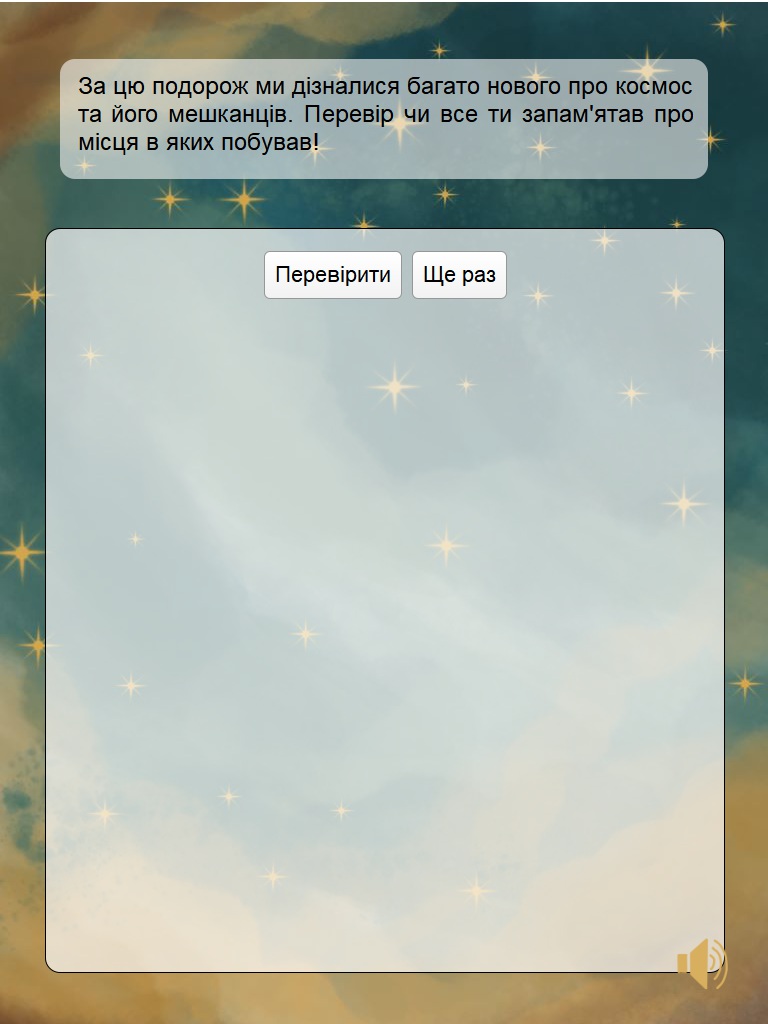 За цю подорож ми дізналися багато нового про космос
та його мешканців. Перевір чи все ти запам'ятав про
місця в яких побував!
Перевірити Ще раз